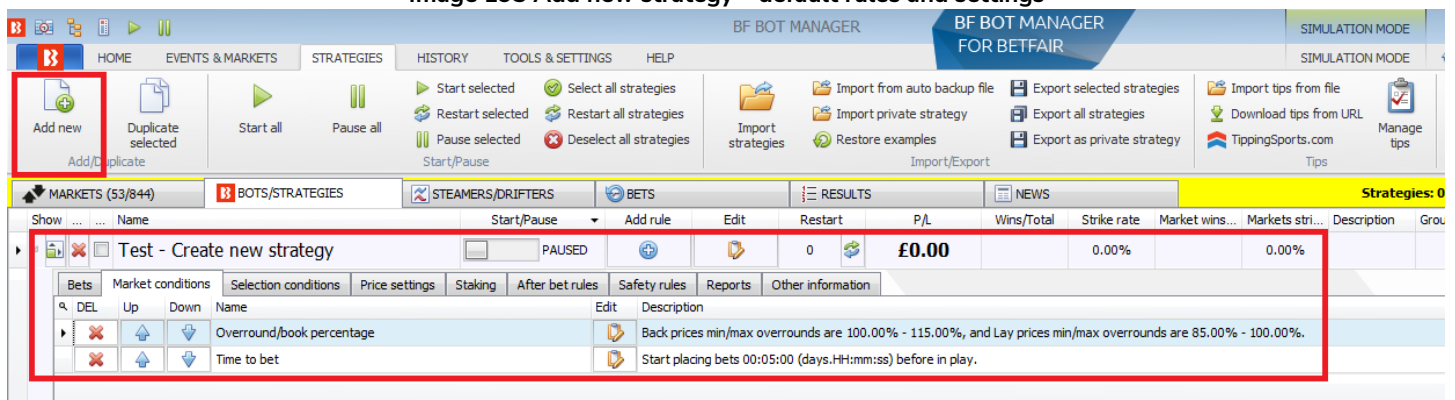 Image 108 Add new strategy – default rules and settings
BF BOT MANAGER
BF BOT MANAGER
FOR BETFAIR
SIMULATION MODE
HOME EVENTS & MARKETS STRATEGIES HISTORY TOOLS & SETTINGS HELP SIMULATION MODE
Start selected Select all strategies Import from auto backup file Export selected strategies Import tips from file
Restart selected Restart all strategies Import private strategy Export all strategies Download tips from URL
Pause selected Deselect all strategies Restore examples Export as private strategy TippingSports.com
Add new Duplicate selected Start all Pause all Import strategies Manage tips
Add/Duplicate Start/Pause Import/Export Tips
MARKETS (53/844) BOTS/STRATEGIES STEAMERS/DRIFTERS BETS RESULTS NEWS Strategies: 0
Show ... ... Name Start/Pause Add rule Edit Restart P/L Wins/Total Strike rate Market wins... Markets stri... Description Grou
Test - Create new strategy PAUSED 0 £0.00 0.00% 0.00%
Bets Market conditions Selection conditions Price settings Staking After bet rules Safety rules Reports Other information
DEL Up Down Name Edit Description
Overround/book percentage Back prices min/max overrounds are 100.00% - 115.00%, and Lay prices min/max overrounds are 85.00% - 100.00%.
Time to bet Start placing bets 00:05:00 (days.HH:mm:ss) before in play.